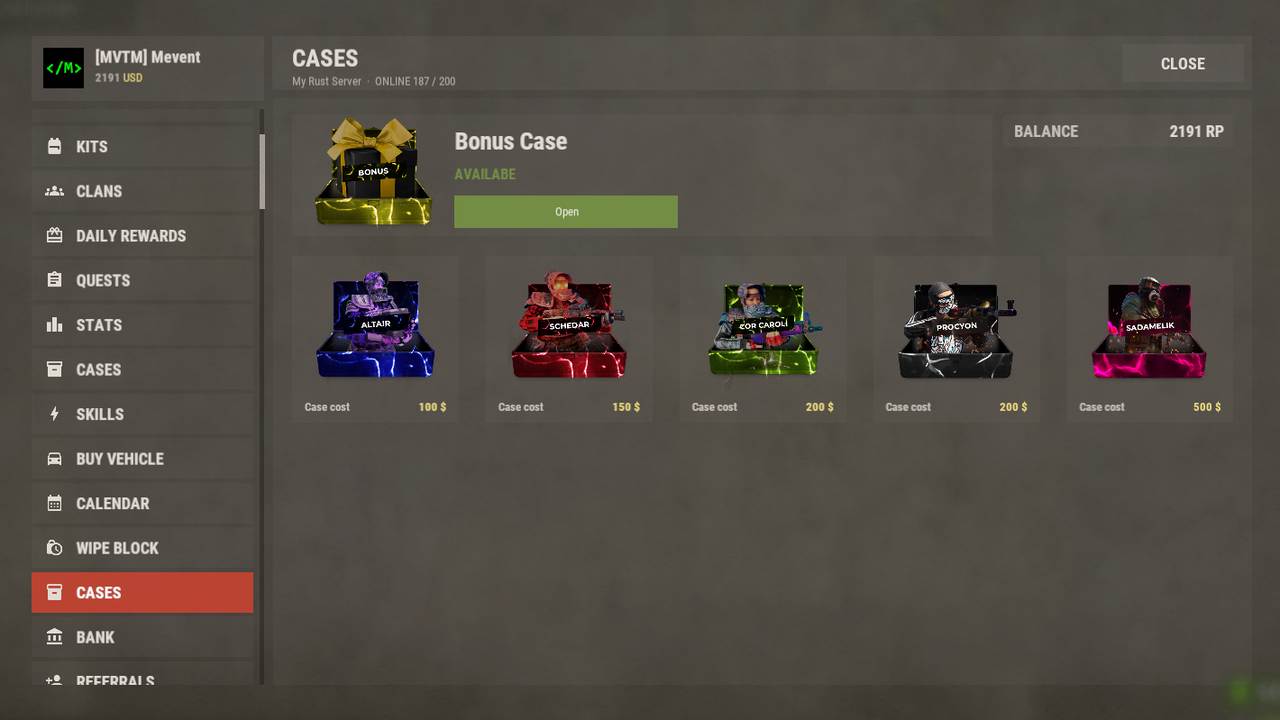 </M>
[MVTM] Mevent
2191 USD
KITS
CLANS
DAILY REWARDS
QUESTS
STATS
CASES
SKILLS
BUY VEHICLE
CALENDAR
WIPE BLOCK
CASES
BANK
REFERRALS
CASES
My Rust Server · ONLINE 187 / 200
CLOSE
BONUS
Bonus Case
AVAILABE
Open
BALANCE 2191 RP
ALTAIR
Case cost 100 $
SCHEDAR
Case cost 150 $
COR CAROLI
Case cost 200 $
PROCYON
Case cost 200 $
SADAMELIK
Case cost 500 $